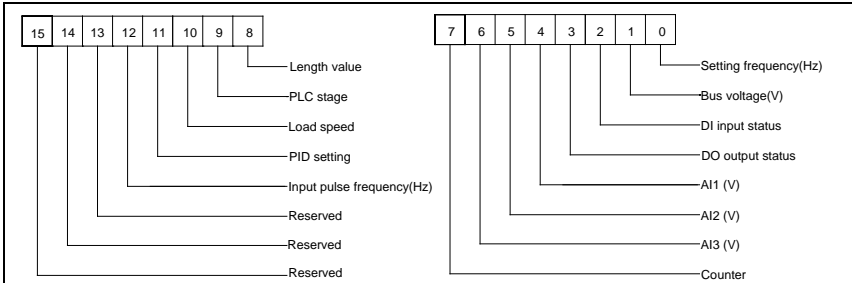 15 14 13 12 11 10 9 8
Length value
PLC stage
Load speed
PID setting
Input pulse frequency(Hz)
Reserved
Reserved
Reserved
7 6 5 4 3 2 1 0
Setting frequency(Hz)
Bus voltage(V)
DI input status
DO output status
AI1 (V)
AI2 (V)
AI3 (V)
Counter